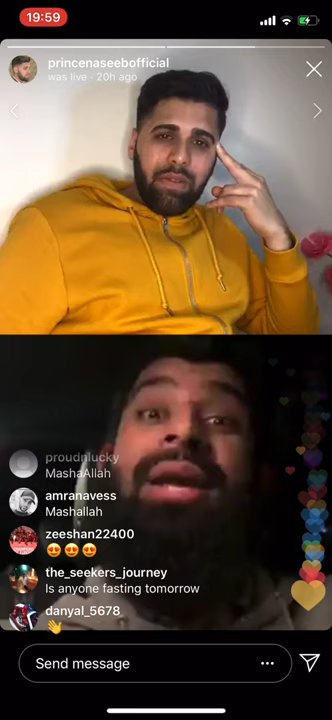 19:59
princenaseebofficial
was live · 20h ago
proudnlucky
MashaAllah
amranavess
Mashallah
zeeshan22400
😍 😍 😍
the_seekers_journey
Is anyone fasting tomorrow
danyal_5678
👋
Send message